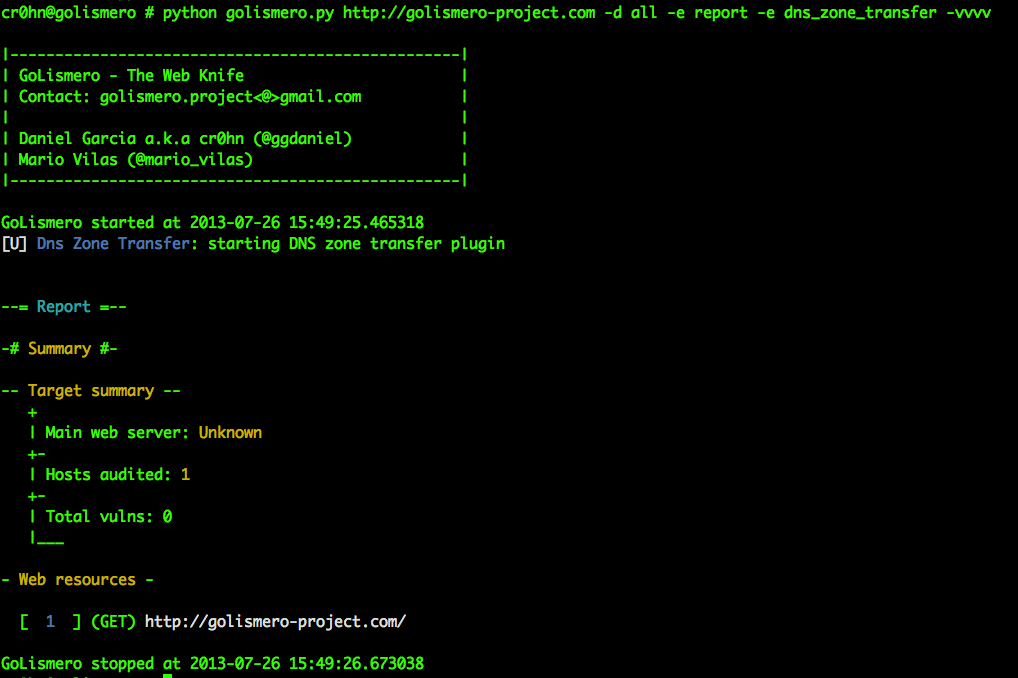 cr0hn@golismero # python golismero.py http://golismero-project.com -d all -e report -e dns_zone_transfer -vvvv
|--------------------------------------------------|
| GoLismero - The Web Knife                        |
| Contact: golismero.project<@>gmail.com           |
|                                                  |
| Daniel Garcia a.k.a cr0hn (@ggdaniel)            |
| Mario Vilas (@mario_vilas)                       |
|--------------------------------------------------|
GoLismero started at 2013-07-26 15:49:25.465318
[U] Dns Zone Transfer: starting DNS zone transfer plugin
--= Report =--
-# Summary #-
-- Target summary --
+
| Main web server: Unknown
+-
| Hosts audited: 1
+-
| Total vulns: 0
|___
- Web resources -
[  1  ] (GET) http://golismero-project.com/
GoLismero stopped at 2013-07-26 15:49:26.673038